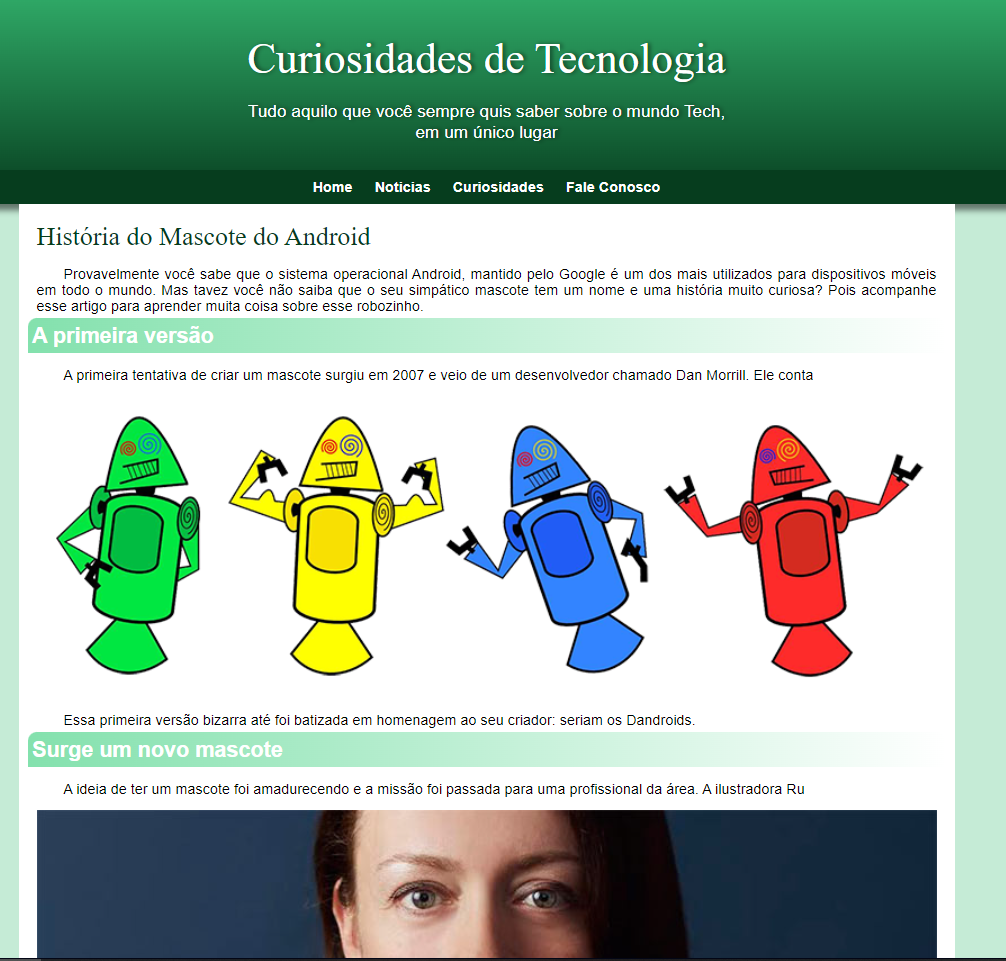 Curiosidades de Tecnologia
Tudo aquilo que você sempre quis saber sobre o mundo Tech,
em um único lugar
Home Noticias Curiosidades Fale Conosco
História do Mascote do Android
Provavelmente você sabe que o sistema operacional Android, mantido pelo Google é um dos mais utilizados para dispositivos móveis
em todo o mundo. Mas tavez você não saiba que o seu simpático mascote tem um nome e uma história muito curiosa? Pois acompanhe
esse artigo para aprender muita coisa sobre esse robozinho.
A primeira versão
A primeira tentativa de criar um mascote surgiu em 2007 e veio de um desenvolvedor chamado Dan Morrill. Ele conta
Essa primeira versão bizarra até foi batizada em homenagem ao seu criador: seriam os Dandroids.
Surge um novo mascote
A ideia de ter um mascote foi amadurecendo e a missão foi passada para uma profissional da área. A ilustradora Ru